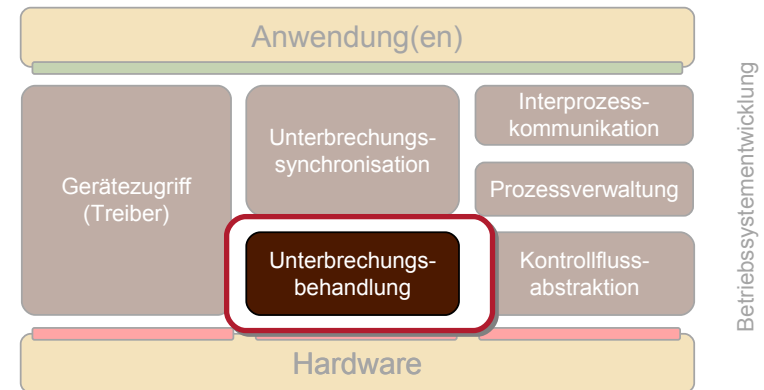 Anwendung(en)
Gerätezugriff
(Treiber)
Unterbrechungs-
synchronisation
Unterbrechungs-
behandlung
Interprozess-
kommunikation
Prozessverwaltung
Kontrollfluss-
abstraktion
Hardware
Betriebssystementwicklung